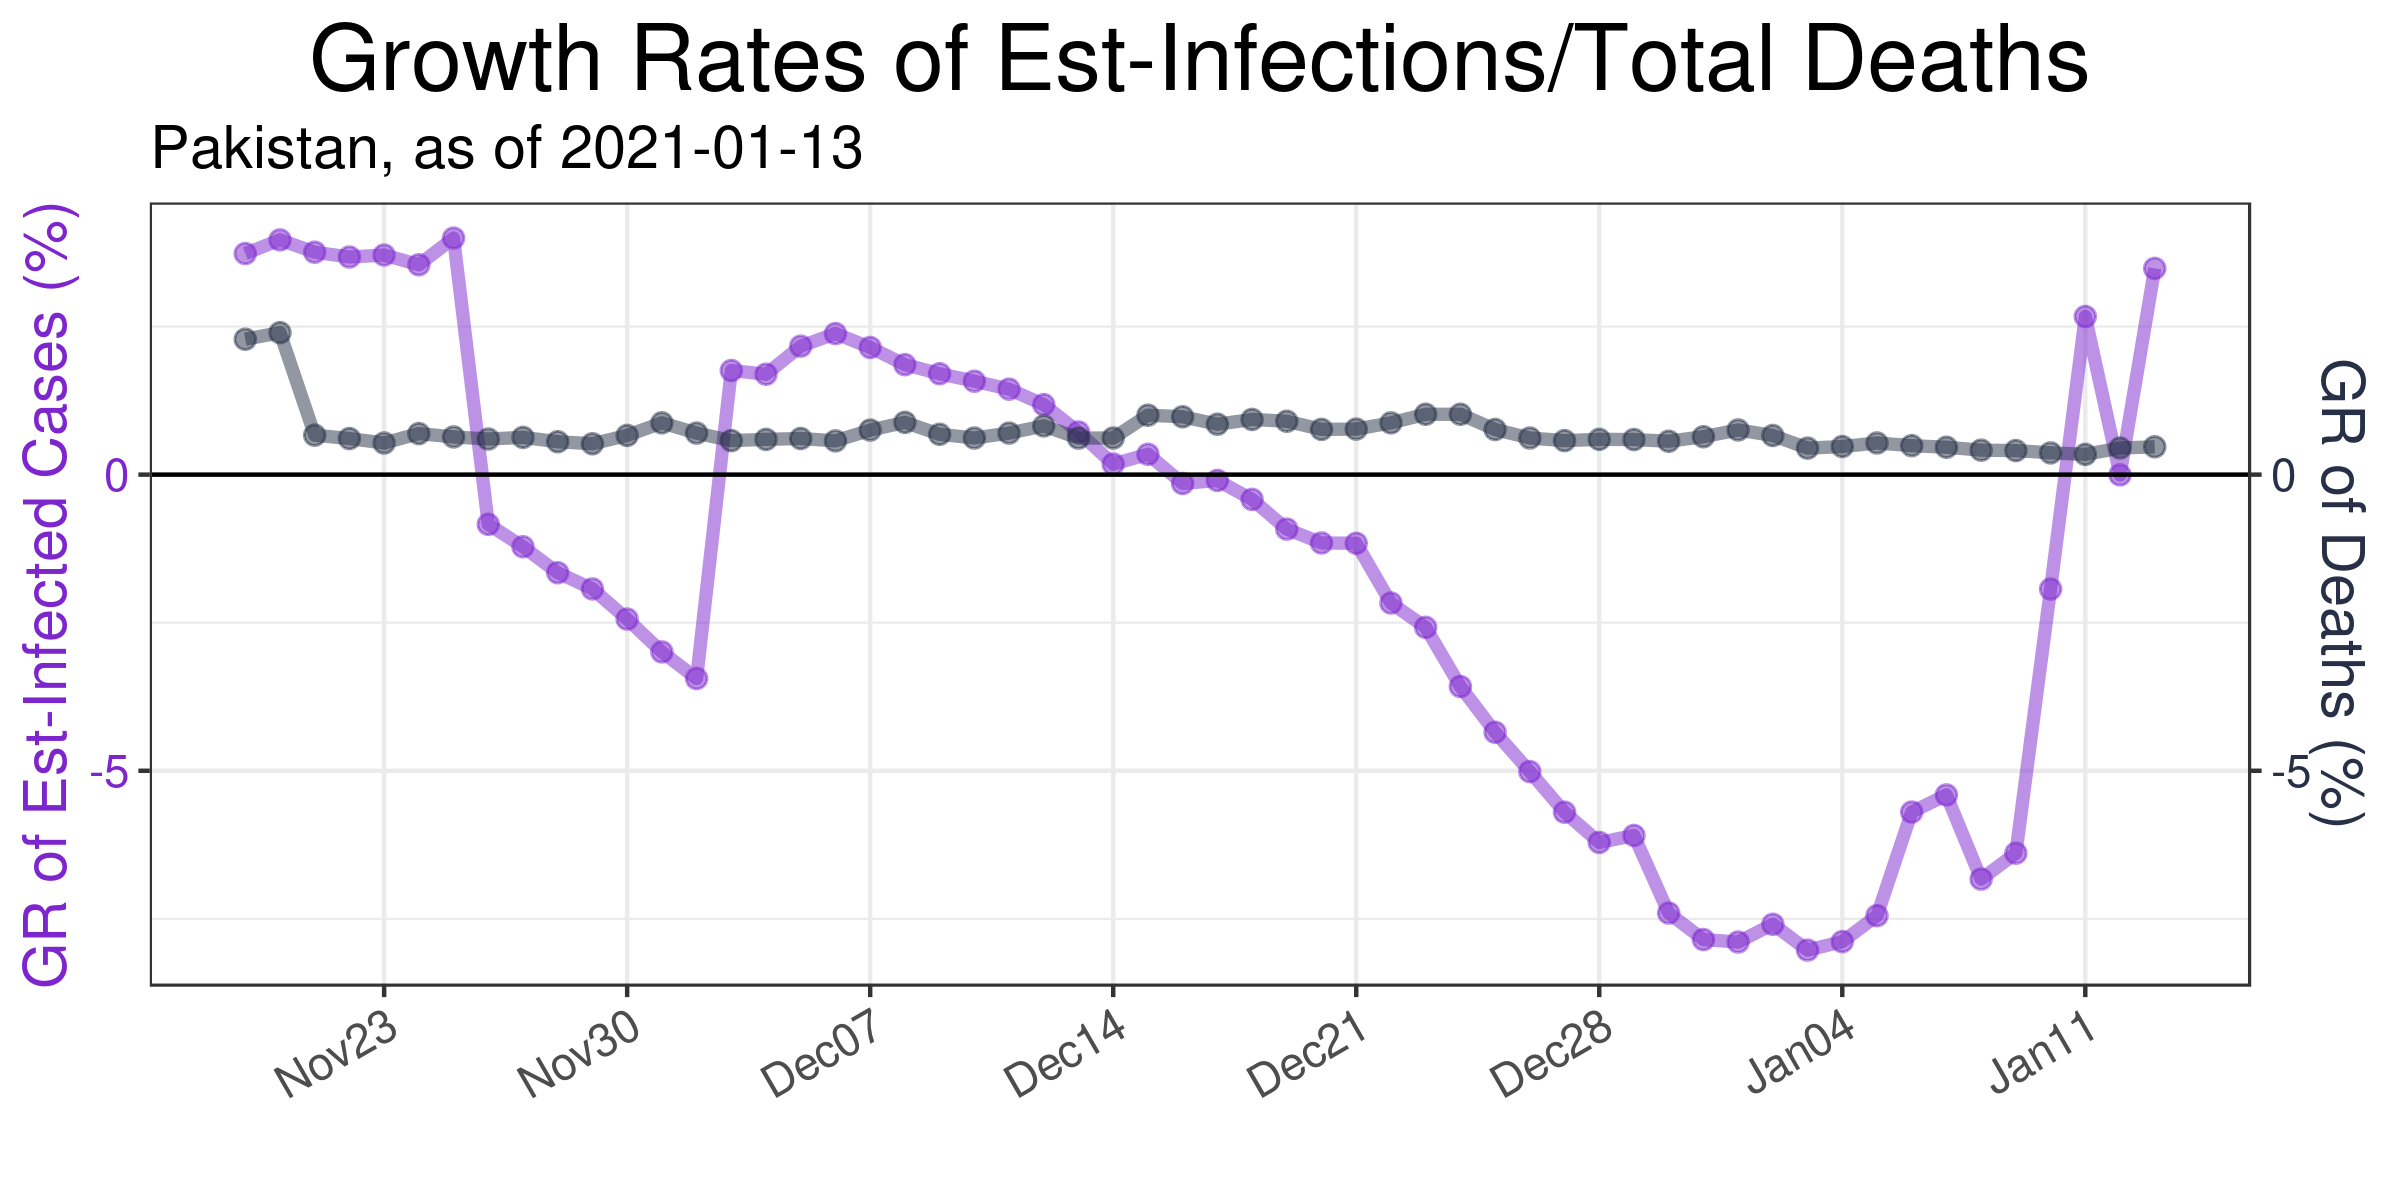 Growth Rates of Est-Infections/Total Deaths
Pakistan, as of 2021-01-13
GR of Est-Infected Cases (%)
0
-5
GR of Deaths (%)
0
-5
Nov23
Nov30
Dec07
Dec14
Dec21
Dec28
Jan04
Jan11